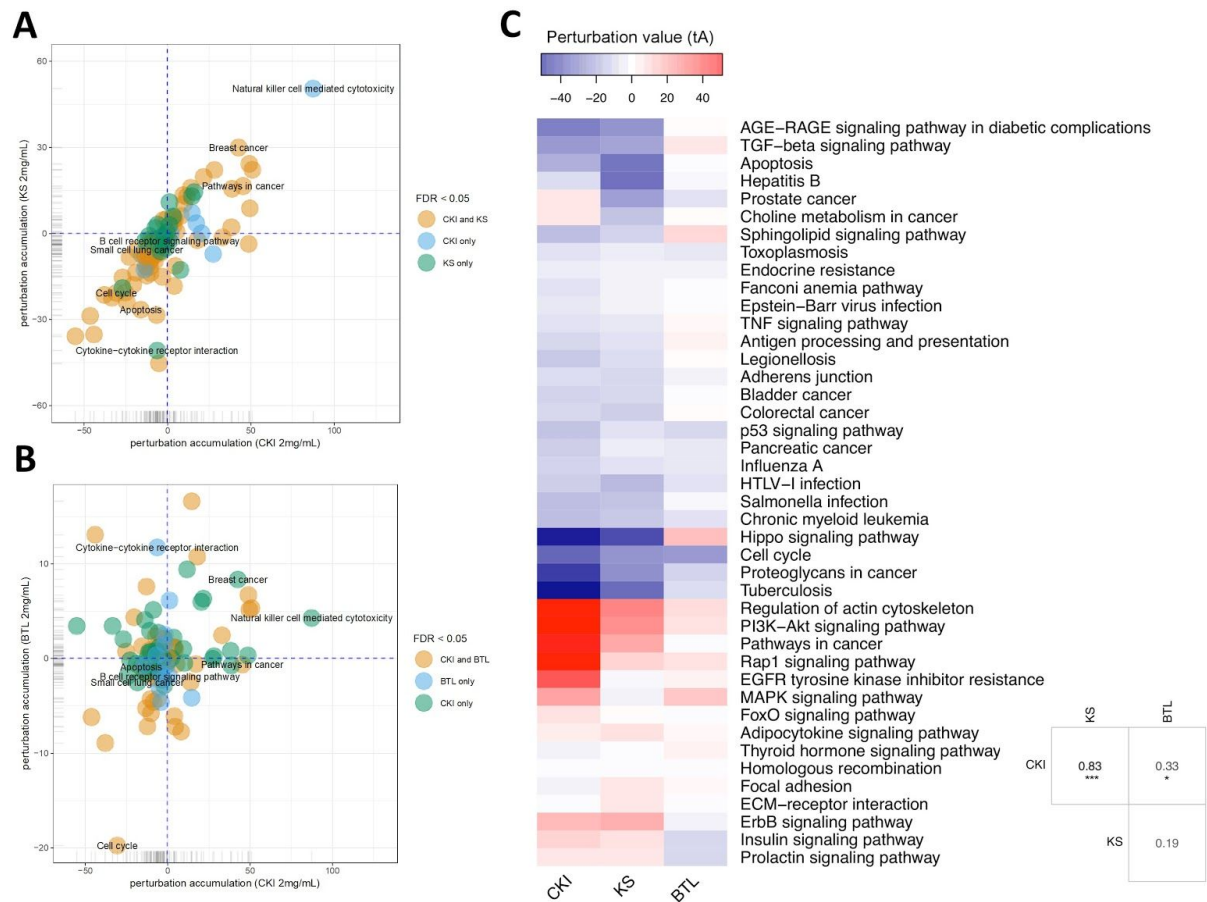 A
60
30
0
−30
−60
perturbation accumulation (KS 2mg/mL)
Natural killer cell mediated cytotoxicity
Breast cancer
Pathways in cancer
B cell receptor signaling pathway
Small cell lung cancer
Cell cycle
Apoptosis
Cytokine−cytokine receptor interaction
−50
0
50
100
perturbation accumulation (CKI 2mg/mL)
FDR < 0.05
CKI and KS
CKI only
KS only
B
10
0
−10
−20
perturbation accumulation (BTL 2mg/mL)
Cytokine−cytokine receptor interaction
Breast cancer
Natural killer cell mediated cytotoxicity
Apoptosis
Pathways in cancer
B cell receptor signaling pathway
Small cell lung cancer
Cell cycle
−50
0
50
100
perturbation accumulation (CKI 2mg/mL)
FDR < 0.05
CKI and BTL
BTL only
CKI only
C
Perturbation value (tA)
−40 −20 0 20 40
AGE−RAGE signaling pathway in diabetic complications
TGF−beta signaling pathway
Apoptosis
Hepatitis B
Prostate cancer
Choline metabolism in cancer
Sphingolipid signaling pathway
Toxoplasmosis
Endocrine resistance
Fanconi anemia pathway
Epstein−Barr virus infection
TNF signaling pathway
Antigen processing and presentation
Legionellosis
Adherens junction
Bladder cancer
Colorectal cancer
p53 signaling pathway
Pancreatic cancer
Influenza A
HTLV−I infection
Salmonella infection
Chronic myeloid leukemia
Hippo signaling pathway
Cell cycle
Proteoglycans in cancer
Tuberculosis
Regulation of actin cytoskeleton
PI3K−Akt signaling pathway
Pathways in cancer
Rap1 signaling pathway
EGFR tyrosine kinase inhibitor resistance
MAPK signaling pathway
FoxO signaling pathway
Adipocytokine signaling pathway
Thyroid hormone signaling pathway
Homologous recombination
Focal adhesion
ECM−receptor interaction
ErbB signaling pathway
Insulin signaling pathway
Prolactin signaling pathway
CKI
KS
BTL
KS
BTL
CKI
0.83
***
0.33
*
KS
0.19